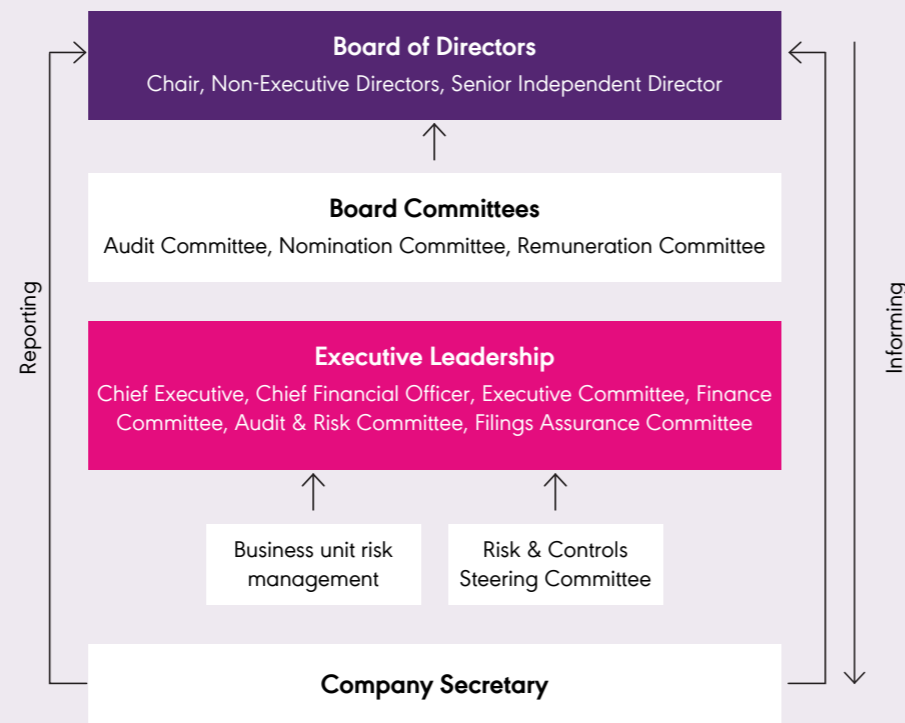 Board of Directors
Chair, Non-Executive Directors, Senior Independent Director
Board Committees
Audit Committee, Nomination Committee, Remuneration Committee
Reporting
Informing
Executive Leadership
Chief Executive, Chief Financial Officer, Executive Committee, Finance
Committee, Audit & Risk Committee, Filings Assurance Committee
Business unit risk
management
Risk & Controls
Steering Committee
Company Secretary